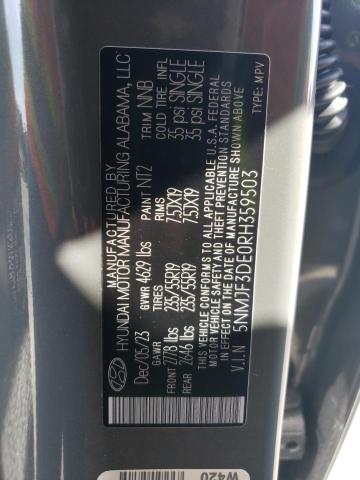 MANUFACTURED BY
HYUNDAI MOTOR MANUFACTURING ALABAMA, LLC
Dec/05/23 GVWR 4629 lbs PAINT NT2 TRIM NNB
GAWR TIRES RIMS COLD TIRE INFL
FRONT 2778 lbs 235/55R19 7.5JX19 35 psi SINGLE
REAR 2646 lbs 235/55R19 7.5JX19 35 psi SINGLE
THIS VEHICLE CONFORMS TO ALL APPLICABLE U.S.A. FEDERAL
MOTOR VEHICLE SAFETY AND THEFT PREVENTION STANDARDS
IN EFFECT ON THE DATE OF MANUFACTURE SHOWN ABOVE
V.I.N 5NMJF3DE0RH359503 TYPE: MPV
W420